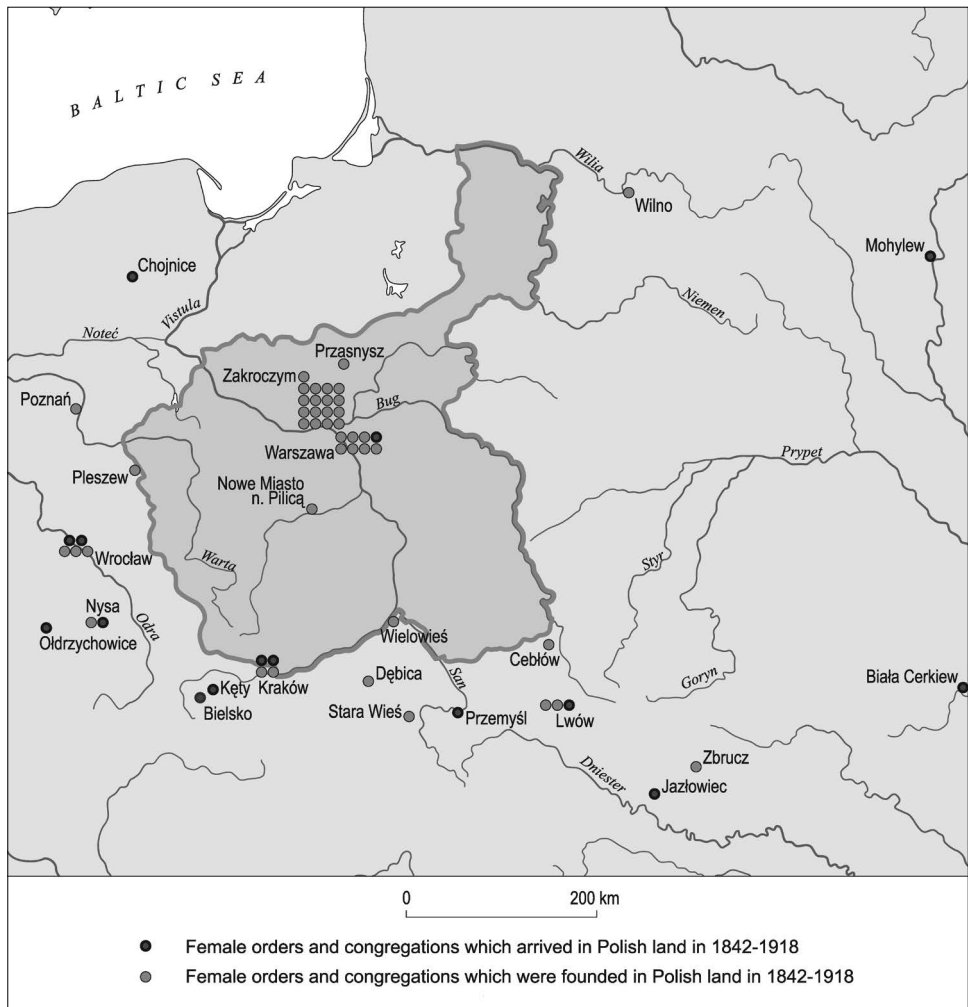 BALTIC SEA
Wilia
Wilno
Mohylew
Chojnice
Niemen
Vistula
Noteć
Przasnysz
Zakroczym
Poznań
Bug
Warszawa
Prypet
Pleszew
Nowe Miasto
n. Pilicą
Wrocław
Warta
Styr
Nysa
Odra
Ołdrzychowice
Wielowieś
Cebłów
Goryn
Biała Cerkiew
Kęty
Kraków
Dębica
San
Bielsko
Stara Wieś
Przemyśl
Lwów
Zbrucz
Dniester
Jazłowiec
0 200 km
Female orders and congregations which arrived in Polish land in 1842-1918
Female orders and congregations which were founded in Polish land in 1842-1918